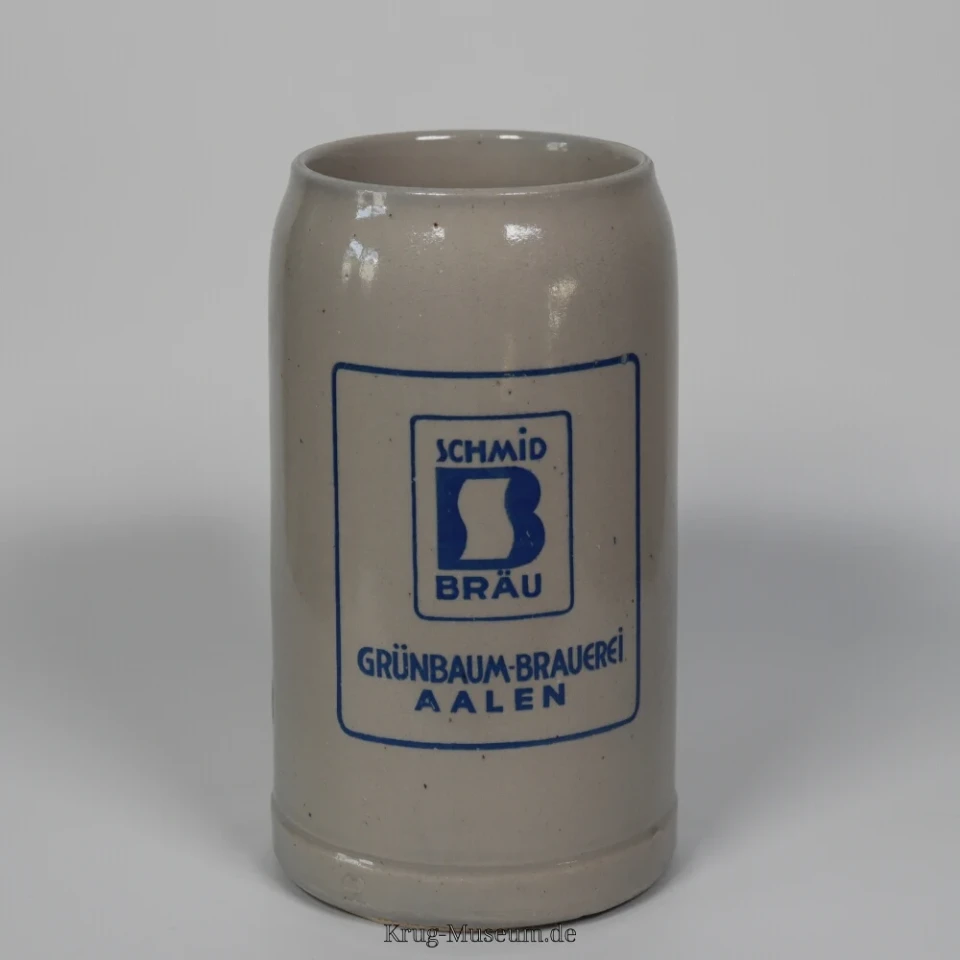 SCHMiD
B
BRÄU
GRÜNBAUM-BRAUEREi
AALEN
Krug-Museum.de